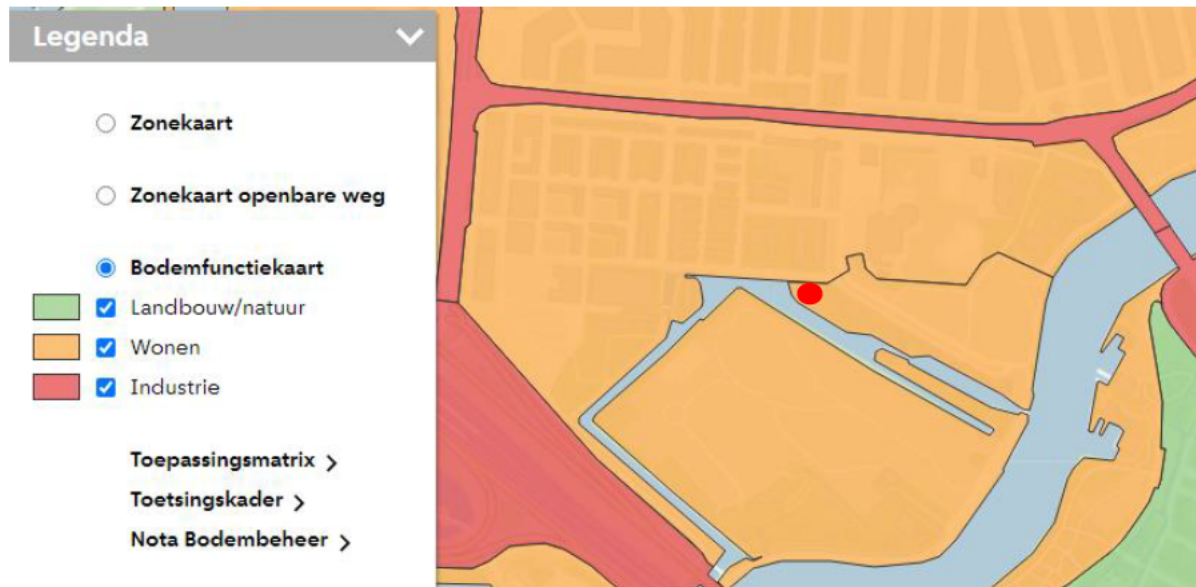 Legenda
Zonekaart
Zonekaart openbare weg
Bodemfunctiekaart
Landbouw/natuur
Wonen
Industrie
Toepassingsmatrix >
Toetsingskader >
Nota Bodembeheer >